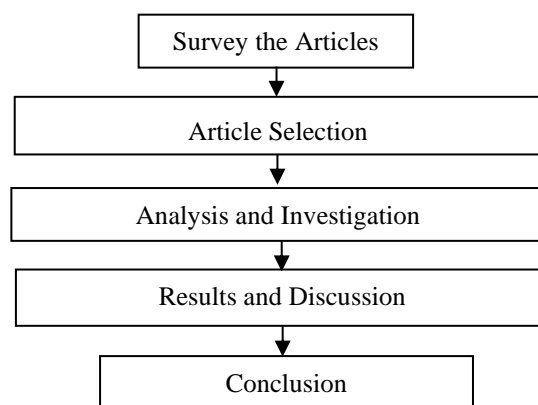 Survey the Articles
Article Selection
Analysis and Investigation
Results and Discussion
Conclusion